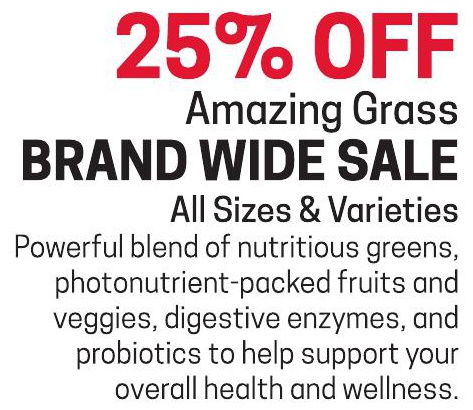 25% OFF
Amazing Grass
BRAND WIDE SALE
All Sizes & Varieties
Powerful blend of nutritious greens,
photonutrient-packed fruits and
veggies, digestive enzymes, and
probiotics to help support your
overall health and wellness.